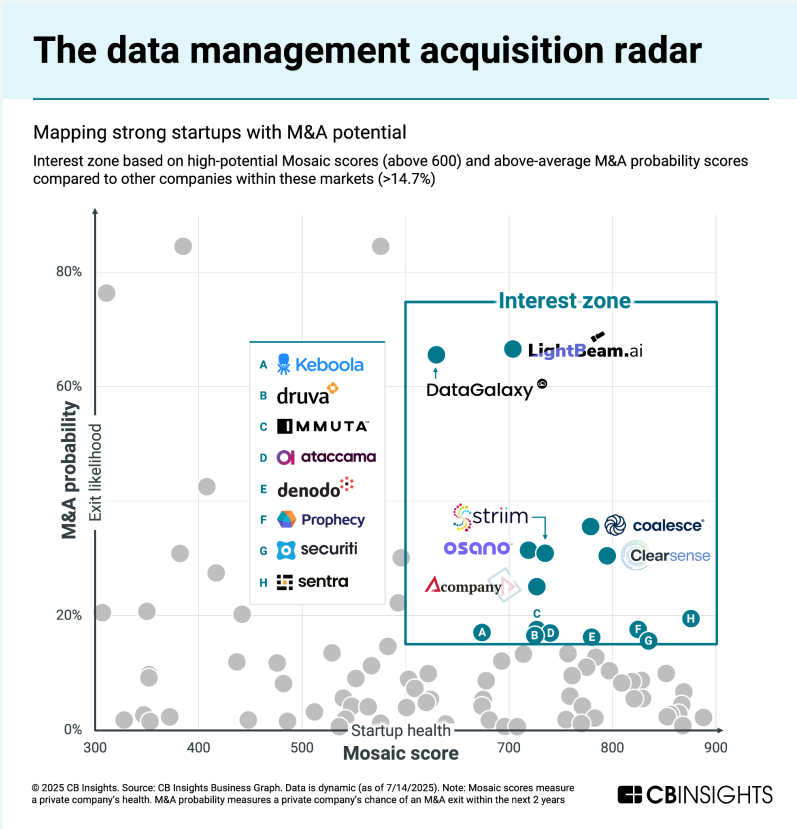 The data management acquisition radar
Mapping strong startups with M&A potential
Interest zone based on high-potential Mosaic scores (above 600) and above-average M&A probability scores
compared to other companies within these markets (>14.7%)
80%
60%
20%
0%
M&A probability
Exit likelihood
Interest zone
LightBeam.ai
DataGalaxy
A Keboola
B druva
C IMMUTA™
D ataccama
E denodo
F Prophecy
G securiti
H sentra
striim
coalesce®
osano®
Clearsense
Acompany
C
A
B
D
E
F
G
H
Startup health
300
400
500
700
800
900
Mosaic score
© 2025 CB Insights. Source: CB Insights Business Graph. Data is dynamic (as of 7/14/2025). Note: Mosaic scores measure
a private company's health. M&A probability measures a private company's chance of an M&A exit within the next 2 years
CBINSIGHTS